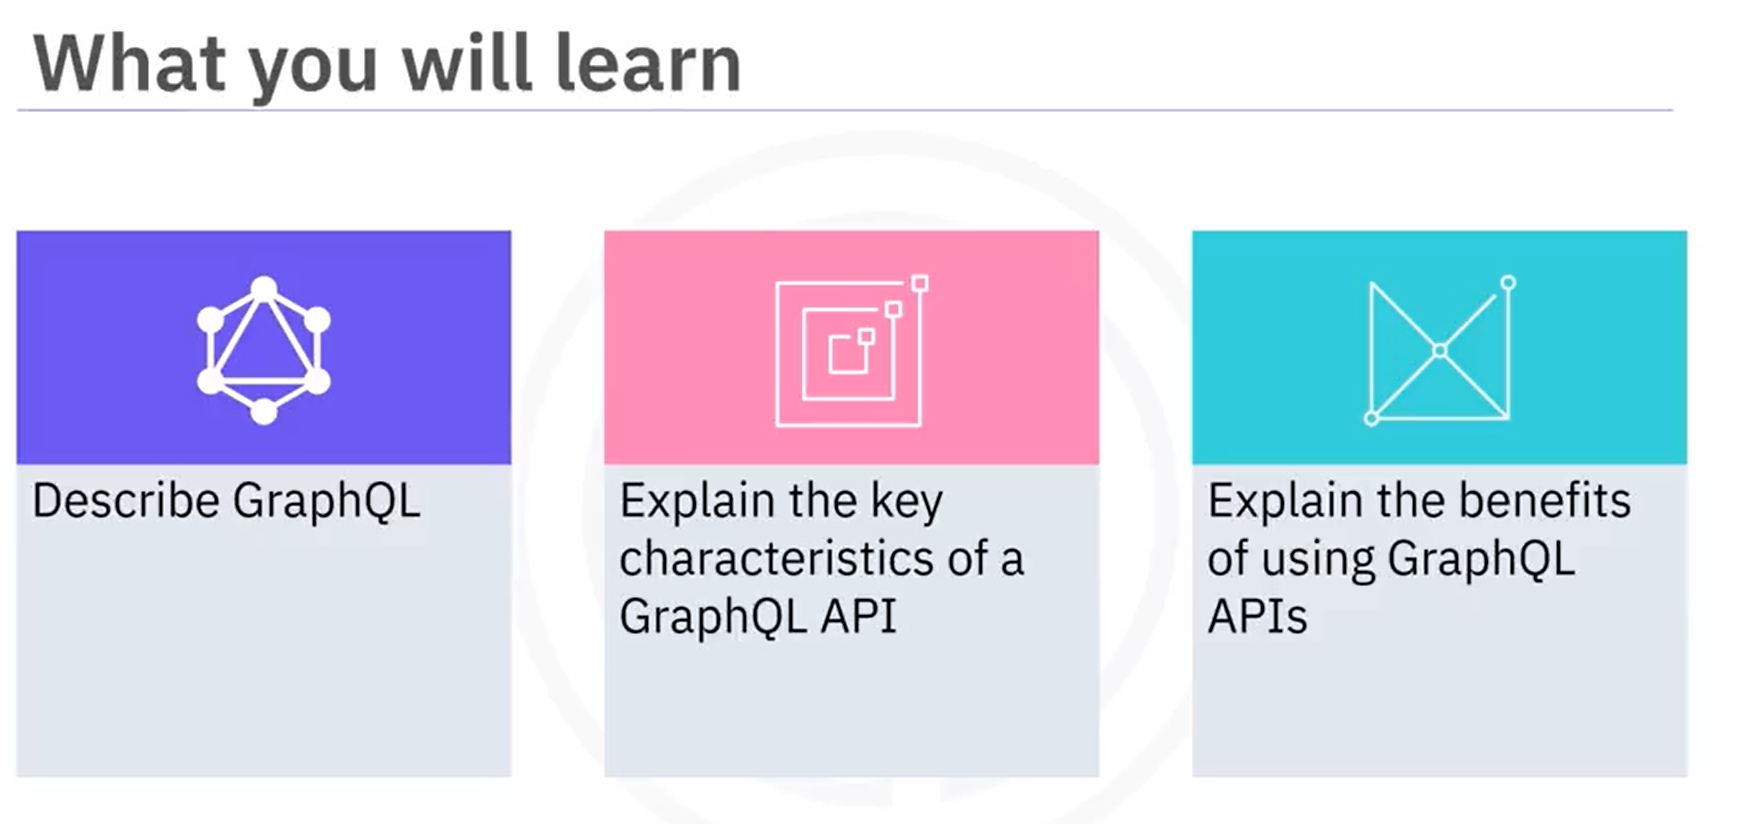 What you will learn
Describe GraphQL
Explain the key
characteristics of a
GraphQL API
Explain the benefits
of using GraphQL
APIs